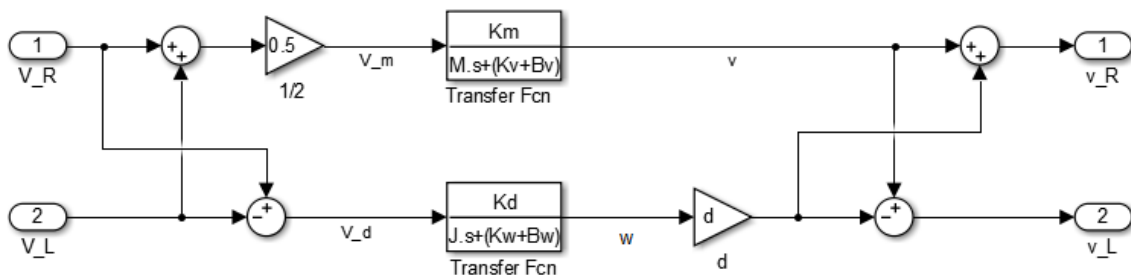 1
V_R
+
+
0.5
1/2
V_m
Km
M.s+(Kv+Bv)
Transfer Fcn
v
+
+
1
v_R
2
V_L
−
+
V_d
Kd
J.s+(Kw+Bw)
Transfer Fcn
w
d
d
−
+
2
v_L